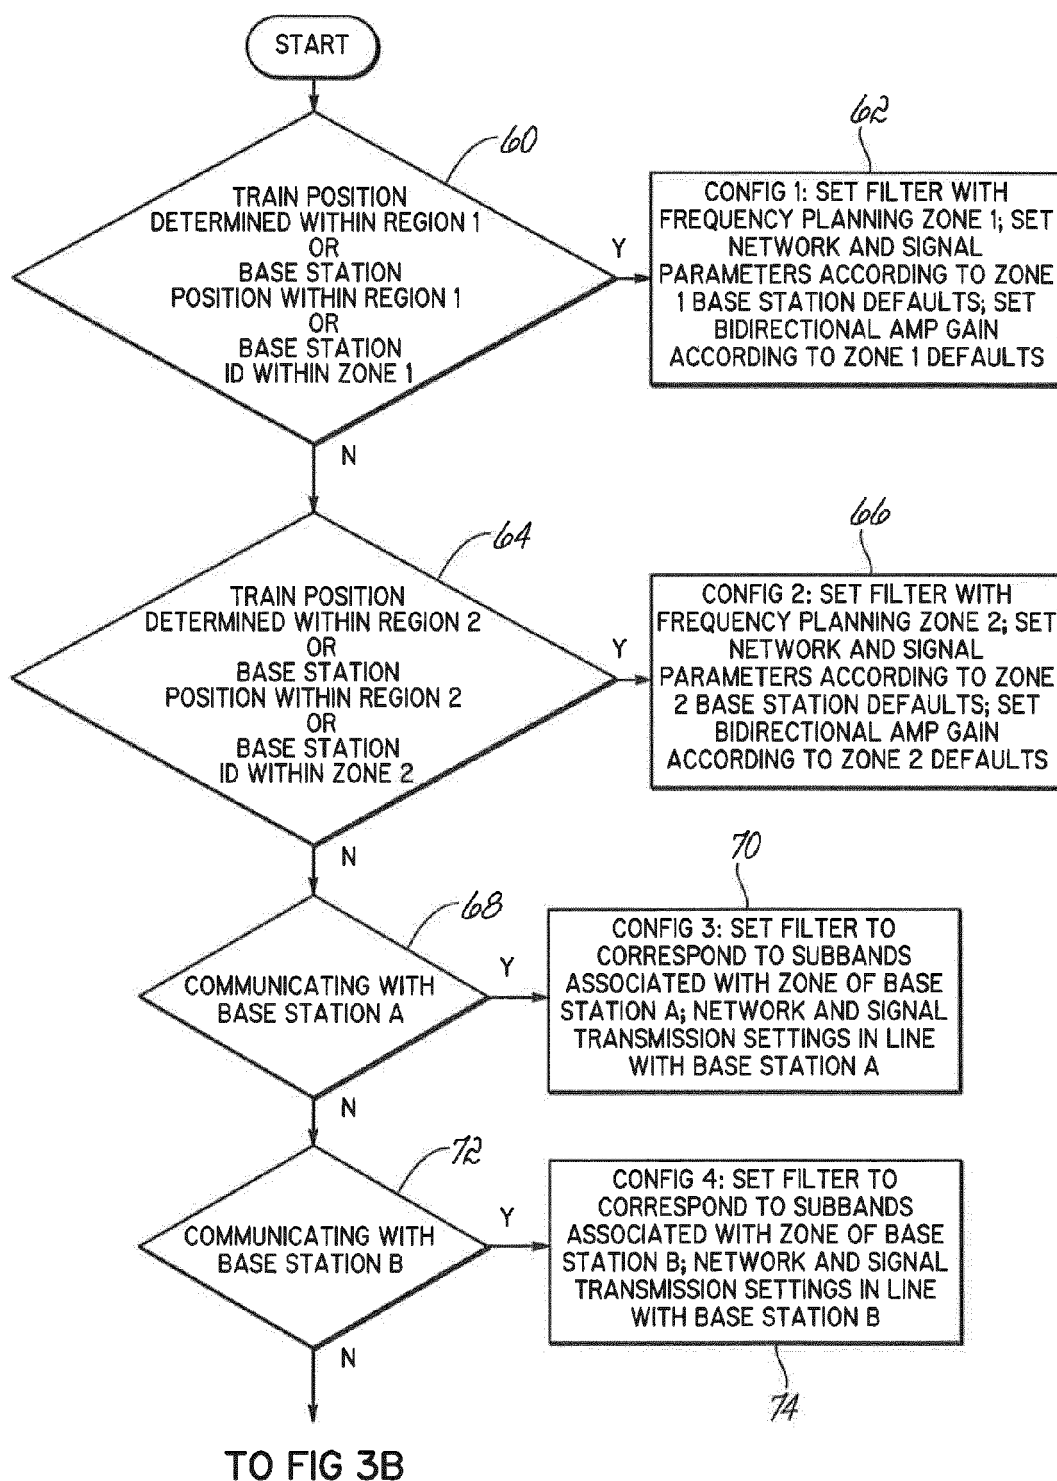 START
60
TRAIN POSITION
DETERMINED WITHIN REGION 1
OR
BASE STATION
POSITION WITHIN REGION 1
OR
BASE STATION
ID WITHIN ZONE 1
Y
62
CONFIG 1: SET FILTER WITH
FREQUENCY PLANNING ZONE 1; SET
NETWORK AND SIGNAL
PARAMETERS ACCORDING TO ZONE
1 BASE STATION DEFAULTS; SET
BIDIRECTIONAL AMP GAIN
ACCORDING TO ZONE 1 DEFAULTS
N
64
TRAIN POSITION
DETERMINED WITHIN REGION 2
OR
BASE STATION
POSITION WITHIN REGION 2
OR
BASE STATION
ID WITHIN ZONE 2
Y
66
CONFIG 2: SET FILTER WITH
FREQUENCY PLANNING ZONE 2; SET
NETWORK AND SIGNAL
PARAMETERS ACCORDING TO ZONE
2 BASE STATION DEFAULTS; SET
BIDIRECTIONAL AMP GAIN
ACCORDING TO ZONE 2 DEFAULTS
N
68
COMMUNICATING WITH
BASE STATION A
Y
70
CONFIG 3: SET FILTER TO
CORRESPOND TO SUBBANDS
ASSOCIATED WITH ZONE OF BASE
STATION A; NETWORK AND SIGNAL
TRANSMISSION SETTINGS IN LINE
WITH BASE STATION A
N
72
COMMUNICATING WITH
BASE STATION B
Y
CONFIG 4: SET FILTER TO
CORRESPOND TO SUBBANDS
ASSOCIATED WITH ZONE OF BASE
STATION B; NETWORK AND SIGNAL
TRANSMISSION SETTINGS IN LINE
WITH BASE STATION B
74
N
TO FIG 3B